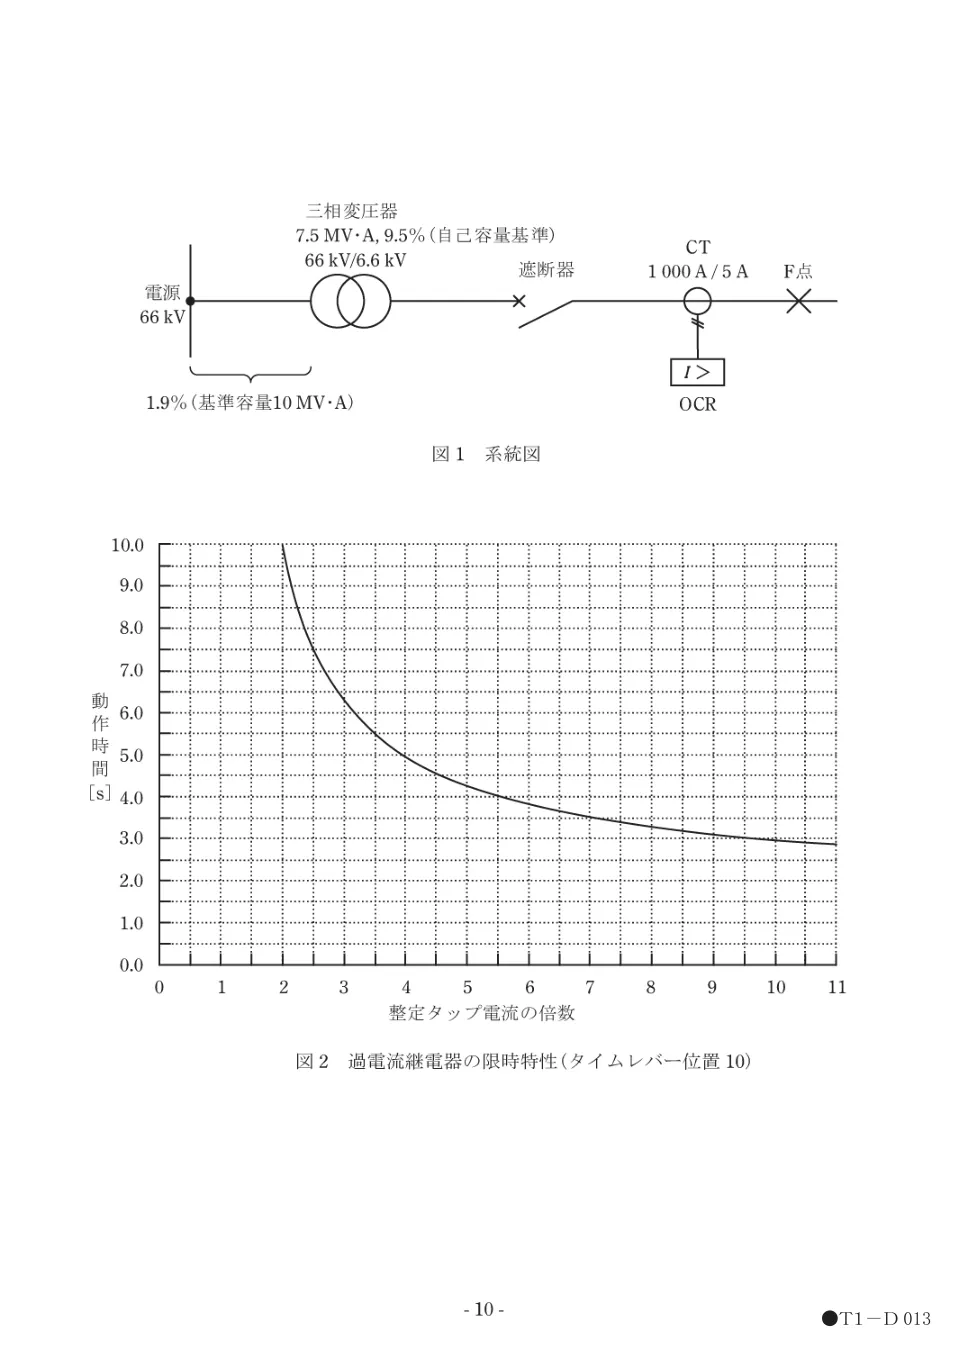 三相変圧器
7.5 MV·A, 9.5%(自己容量基準)
66 kV/6.6 kV
遮断器
CT
1 000 A / 5 A
F点
電源
66 kV
I >
OCR
1.9%(基準容量10 MV·A)
図1 系統図
10.0
9.0
8.0
7.0
6.0
5.0
4.0
3.0
2.0
1.0
0.0
動作時間[s]
0 1 2 3 4 5 6 7 8 9 10 11
整定タップ電流の倍数
図2 過電流継電器の限時特性(タイムレバー位置10)
- 10 -
●T1-D 013